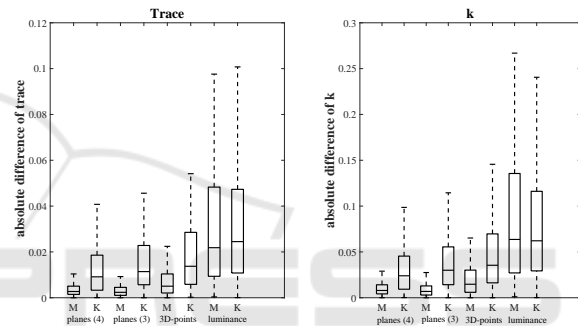 Trace
0.12
0.1
0.08
0.06
0.04
0.02
0
absolute difference of trace
M K M K M K M K
planes (4) planes (3) 3D-points luminance
k
0.3
0.25
0.2
0.15
0.1
0.05
0
absolute difference of k
M K M K M K M K
planes (4) planes (3) 3D-points luminance